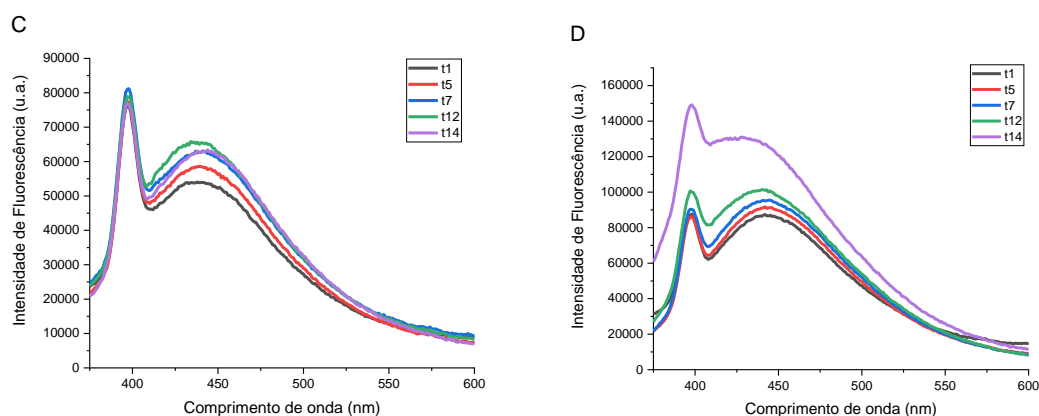 C
90000
80000
70000
60000
50000
40000
30000
20000
10000
0
400
450
500
550
600
Intensidade de Fluorescência (u.a.)
Comprimento de onda (nm)
t1
t5
t7
t12
t14
D
160000
140000
120000
100000
80000
60000
40000
20000
0
400
450
500
550
600
Intensidade de Fluorescência (u.a.)
Comprimento de onda (nm)
t1
t5
t7
t12
t14